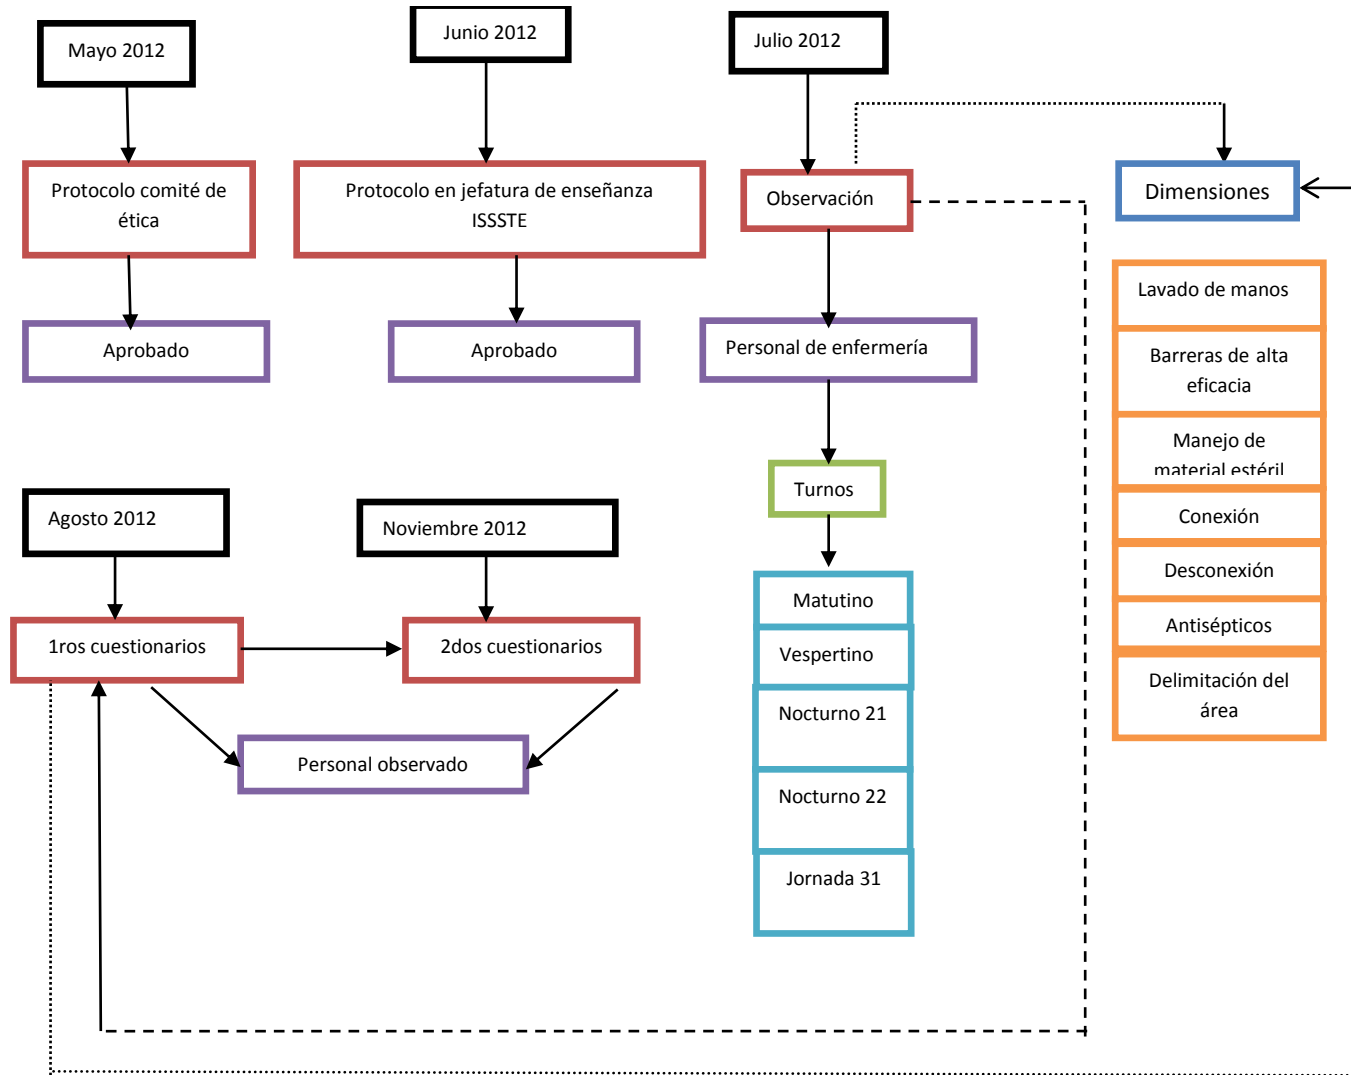 Mayo 2012
Junio 2012
Julio 2012
Protocolo comité de
ética
Protocolo en jefatura de enseñanza
ISSSTE
Observación
Dimensiones
Aprobado
Aprobado
Personal de enfermería
Lavado de manos
Barreras de alta
eficacia
Manejo de
material estéril
Conexión
Desconexión
Antisépticos
Delimitación del
área
Turnos
Matutino
Vespertino
Nocturno 21
Nocturno 22
Jornada 31
Agosto 2012
Noviembre 2012
1ros cuestionarios
2dos cuestionarios
Personal observado